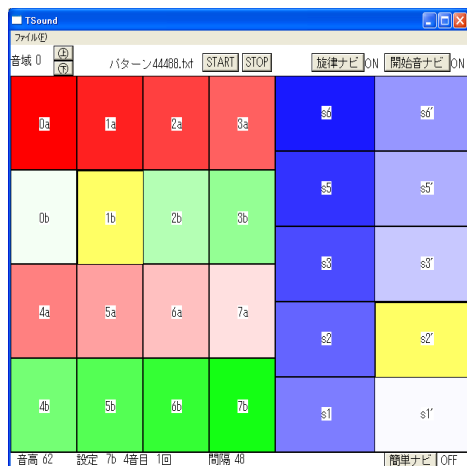 TSound
ファイル(F)
音域 0 上 パターン44488.txt START STOP 旋律ナビ ON 開始音ナビ ON
下
0a 1a 2a 3a s6 s6'
0b 1b 2b 3b s5 s5'
4a 5a 6a 7a s3 s3'
s2 s2'
4b 5b 6b 7b s1 s1'
音高 62 設定 7b 4音目 1回 間隔 48 簡単ナビ OFF